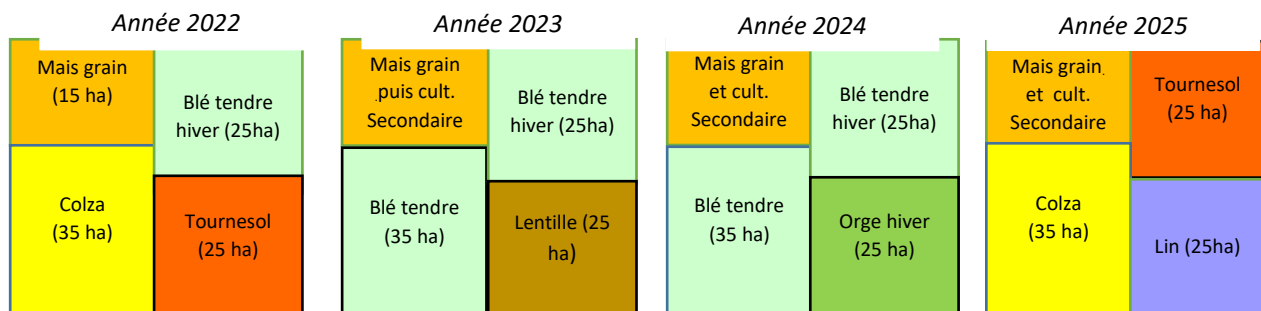 Année 2022
Mais grain
(15 ha)
Blé tendre
hiver (25ha)
Colza
(35 ha)
Tournesol
(25 ha)
Année 2023
Mais grain
puis cult.
Secondaire
Blé tendre
hiver (25ha)
Blé tendre
(35 ha)
Lentille (25
ha)
Année 2024
Mais grain
et cult.
Secondaire
Blé tendre
hiver (25ha)
Blé tendre
(35 ha)
Orge hiver
(25 ha)
Année 2025
Mais grain
et cult.
Secondaire
Tournesol
(25 ha)
Colza
(35 ha)
Lin (25ha)